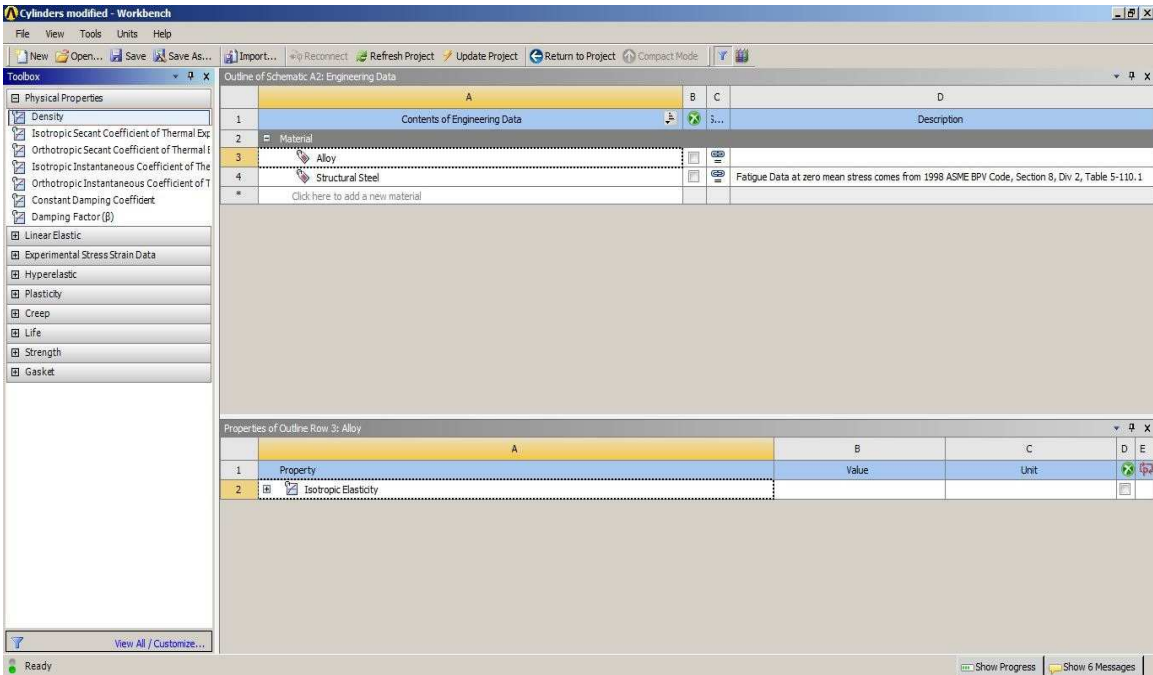 Cylinders modified - Workbench
File View Tools Units Help
New Open... Save Save As... Import... Reconnect Refresh Project Update Project Return to Project Compact Mode
Toolbox
Outline of Schematic A2: Engineering Data
Physical Properties
Density
Isotropic Secant Coefficient of Thermal Exp
Orthotropic Secant Coefficient of Thermal E
Isotropic Instantaneous Coefficient of The
Orthotropic Instantaneous Coefficient of T
Constant Damping Coefficient
Damping Factor (β)
Linear Elastic
Experimental Stress Strain Data
Hyperelastic
Plasticity
Creep
Life
Strength
Gasket
View All / Customize...
A B C D
1 Contents of Engineering Data S... Description
2 Material
3 Alloy
4 Structural Steel Fatigue Data at zero mean stress comes from 1998 ASME BPV Code, Section 8, Div 2, Table 5-110.1
* Click here to add a new material
Properties of Outline Row 3: Alloy
A B C D E
1 Property Value Unit
2 Isotropic Elasticity
Ready Show Progress Show 6 Messages